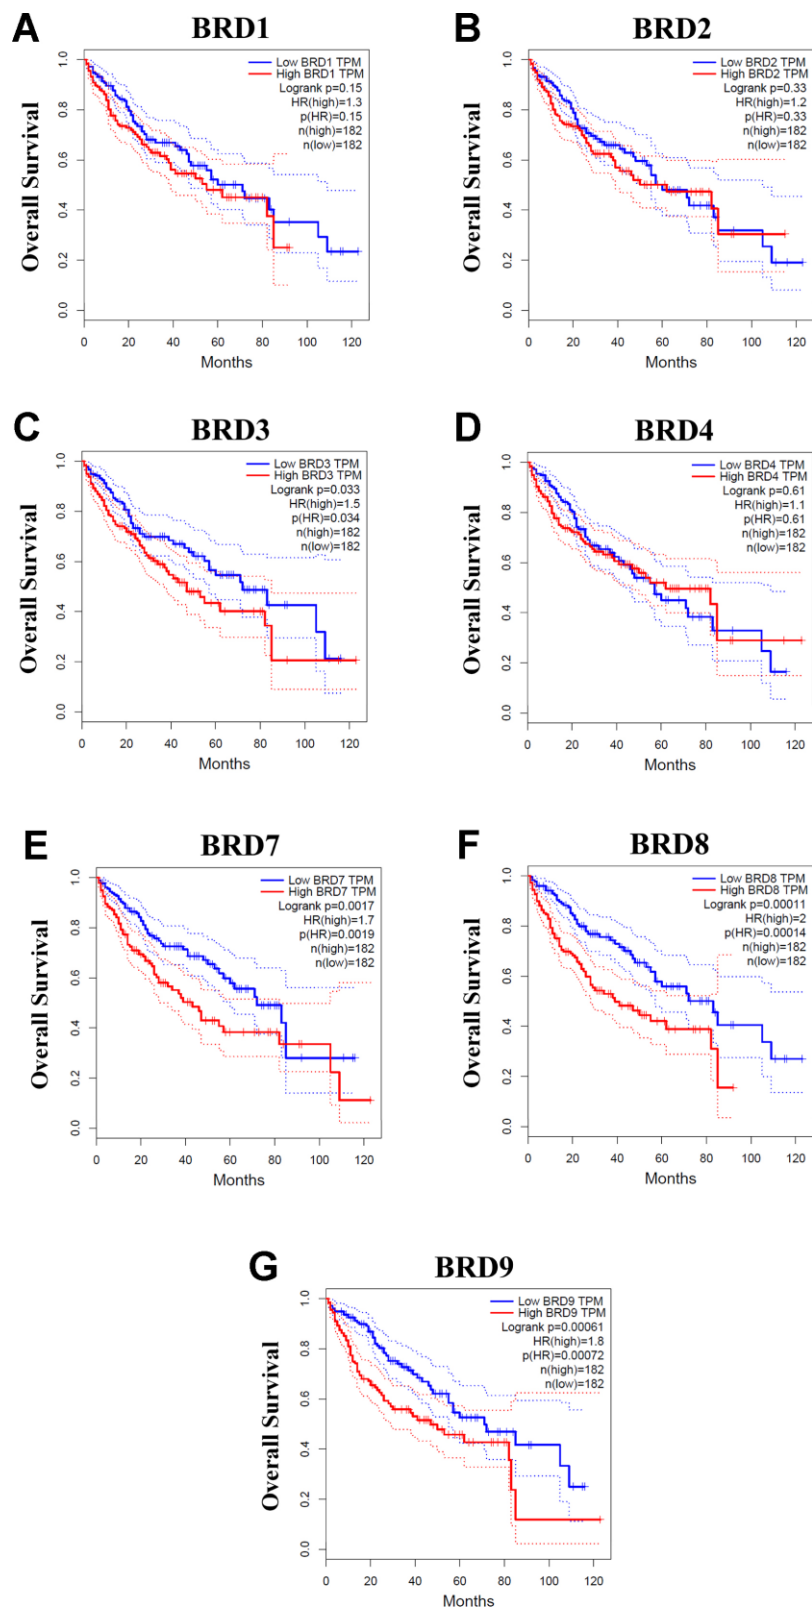 A
BRD1
Low BRD1 TPM
High BRD1 TPM
Logrank p=0.15
HR(high)=1.3
p(HR)=0.15
n(high)=182
n(low)=182
Overall Survival
1.0
0.8
0.6
0.4
0.2
0.0
0 20 40 60 80 100 120
Months
B
BRD2
Low BRD2 TPM
High BRD2 TPM
Logrank p=0.33
HR(high)=1.2
p(HR)=0.33
n(high)=182
n(low)=182
Overall Survival
1.0
0.8
0.6
0.4
0.2
0.0
0 20 40 60 80 100 120
Months
C
BRD3
Low BRD3 TPM
High BRD3 TPM
Logrank p=0.033
HR(high)=1.5
p(HR)=0.034
n(high)=182
n(low)=182
Overall Survival
1.0
0.8
0.6
0.4
0.2
0.0
0 20 40 60 80 100 120
Months
D
BRD4
Low BRD4 TPM
High BRD4 TPM
Logrank p=0.61
HR(high)=1.1
p(HR)=0.61
n(high)=182
n(low)=182
Overall Survival
1.0
0.8
0.6
0.4
0.2
0.0
0 20 40 60 80 100 120
Months
E
BRD7
Low BRD7 TPM
High BRD7 TPM
Logrank p=0.0017
HR(high)=1.7
p(HR)=0.0019
n(high)=182
n(low)=182
Overall Survival
1.0
0.8
0.6
0.4
0.2
0.0
0 20 40 60 80 100 120
Months
F
BRD8
Low BRD8 TPM
High BRD8 TPM
Logrank p=0.00011
HR(high)=2
p(HR)=0.00014
n(high)=182
n(low)=182
Overall Survival
1.0
0.8
0.6
0.4
0.2
0.0
0 20 40 60 80 100 120
Months
G
BRD9
Low BRD9 TPM
High BRD9 TPM
Logrank p=0.00061
HR(high)=1.8
p(HR)=0.00072
n(high)=182
n(low)=182
Overall Survival
1.0
0.8
0.6
0.4
0.2
0.0
0 20 40 60 80 100 120
Months